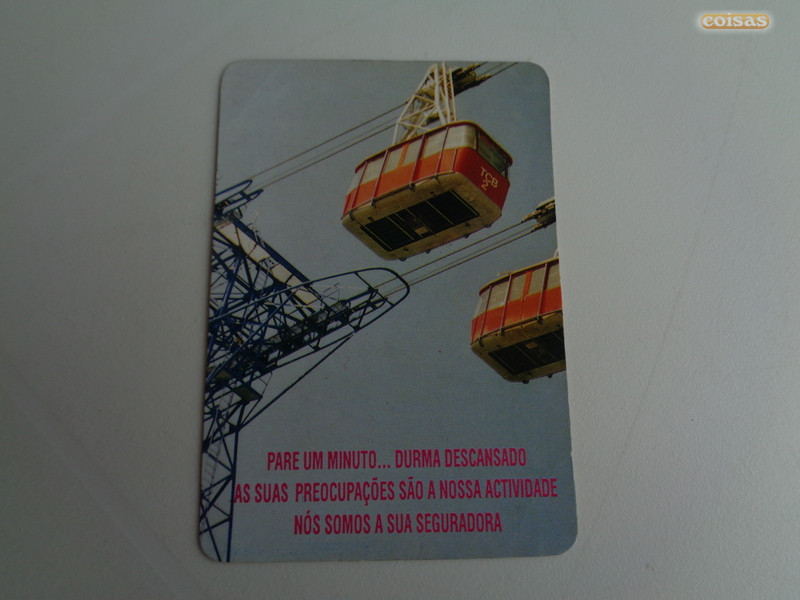 coisas
TCB
2
PARE UM MINUTO... DURMA DESCANSADO
AS SUAS PREOCUPAÇÕES SÃO A NOSSA ACTIVIDADE
NÓS SOMOS A SUA SEGURADORA